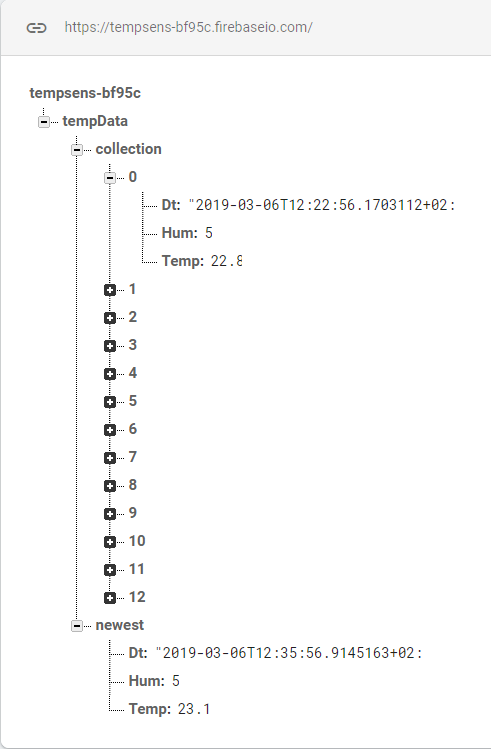 https://tempsens-bf95c.firebaseio.com/
tempsens-bf95c
tempData
collection
0
Dt: "2019-03-06T12:22:56.1703112+02:
Hum: 5
Temp: 22.8
1
2
3
4
5
6
7
8
9
10
11
12
newest
Dt: "2019-03-06T12:35:56.9145163+02:
Hum: 5
Temp: 23.1